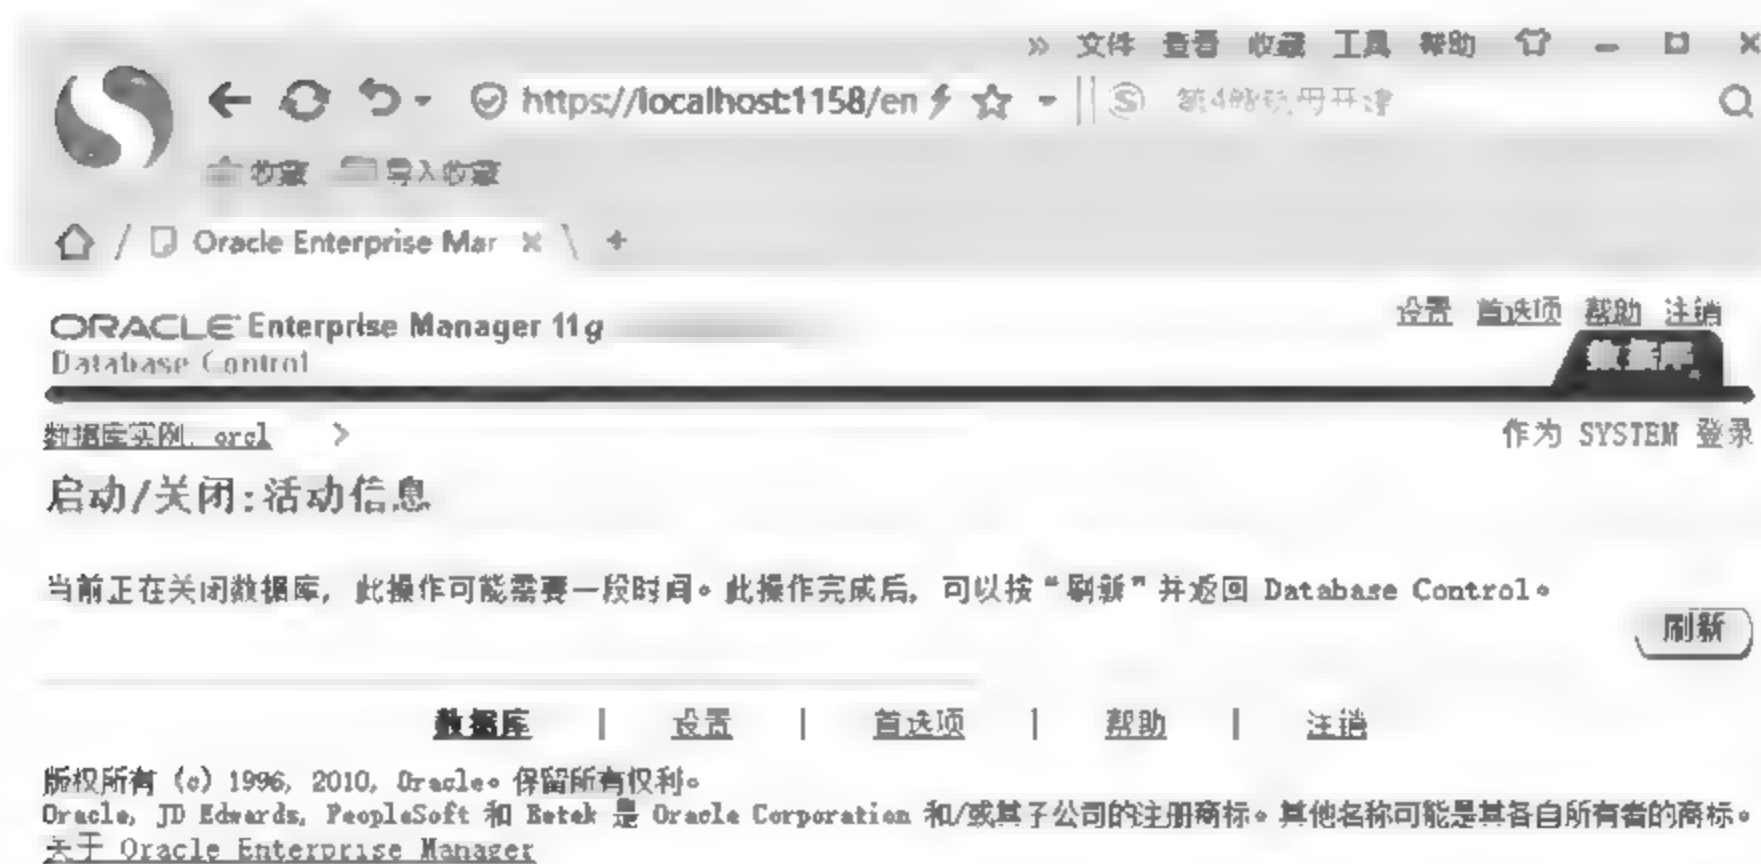 » 文件 查看 收藏 工具 帮助
https://localhost:1158/en
收藏 导入收藏
Oracle Enterprise Mar
ORACLE Enterprise Manager 11g
Database Control
设置 首选项 帮助 注销
数据库
数据库实例: orcl >
作为 SYSTEM 登录
启动/关闭:活动信息
当前正在关闭数据库, 此操作可能需要一段时间。此操作完成后, 可以按“刷新”并返回 Database Control。
刷新
数据库 | 设置 | 首选项 | 帮助 | 注销
版权所有 (c) 1996, 2010, Oracle。保留所有权利。
Oracle, JD Edwards, PeopleSoft 和 Retek 是 Oracle Corporation 和/或其子公司的注册商标。其他名称可能是其各自所有者的商标。
关于 Oracle Enterprise Manager